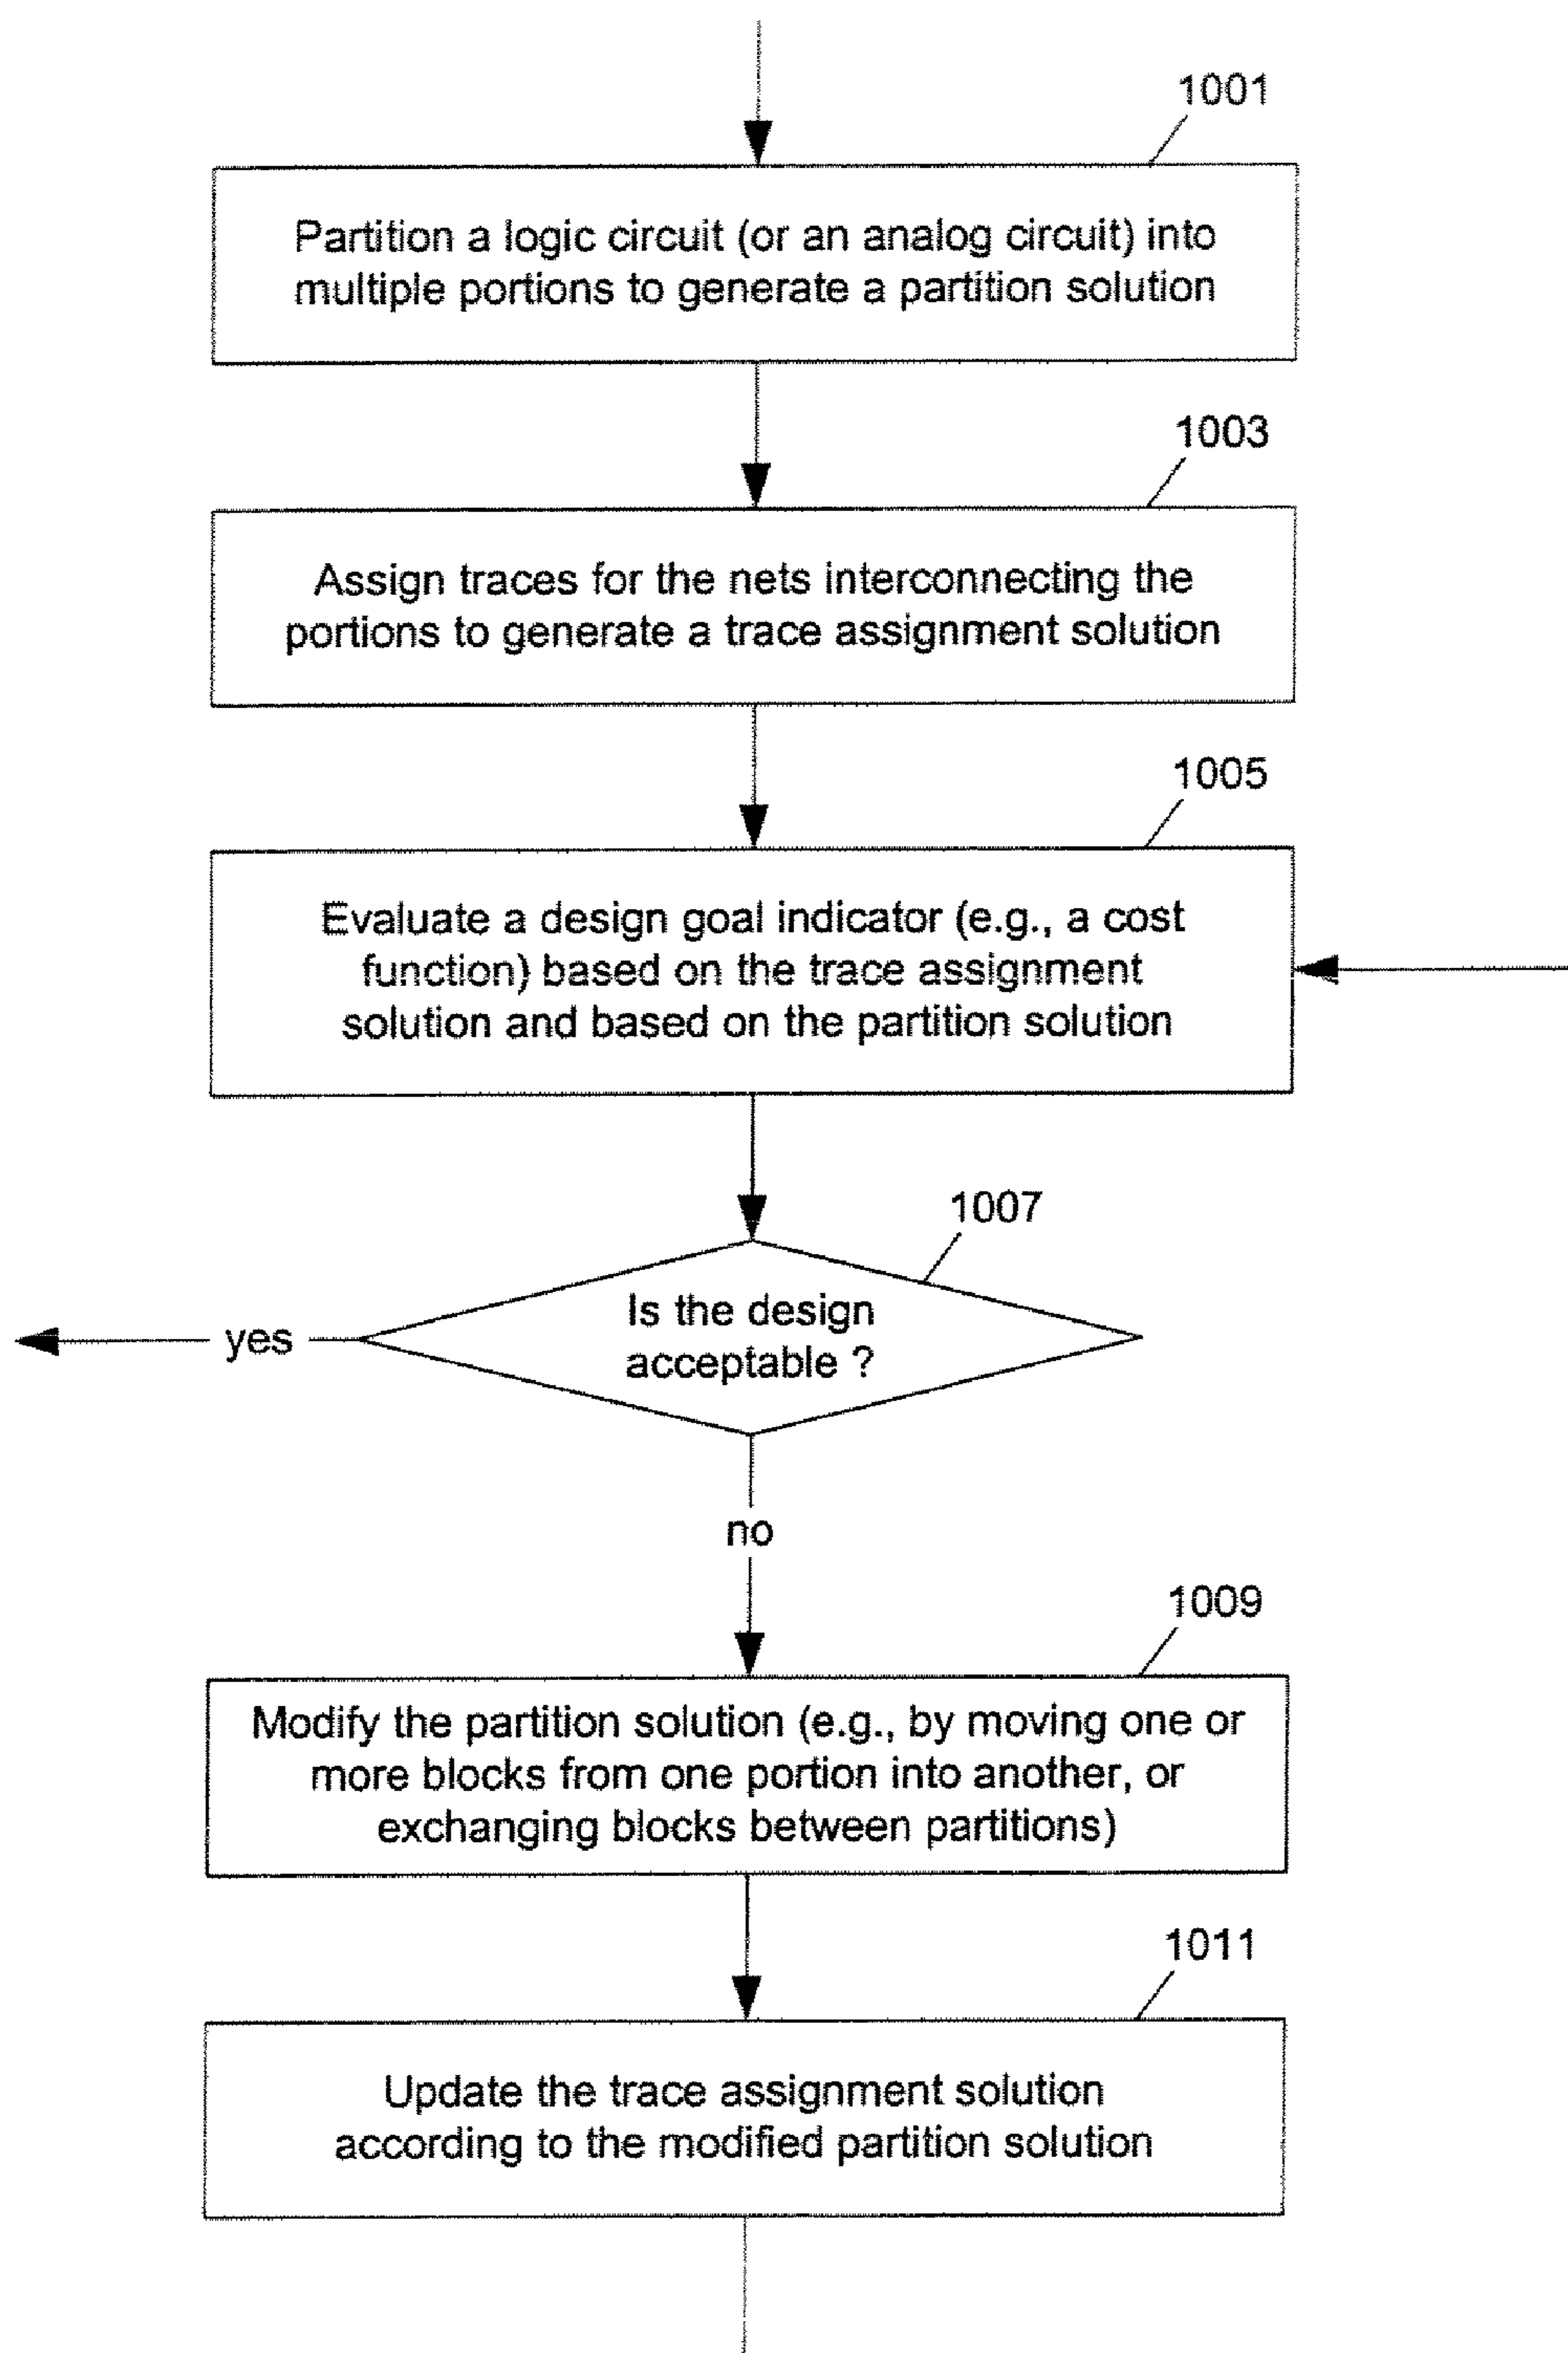 1001
Partition a logic circuit (or an analog circuit) into
multiple portions to generate a partition solution
1003
Assign traces for the nets interconnecting the
portions to generate a trace assignment solution
1005
Evaluate a design goal indicator (e.g., a cost
function) based on the trace assignment
solution and based on the partition solution
1007
Is the design
acceptable ?
yes
no
1009
Modify the partition solution (e.g., by moving one or
more blocks from one portion into another, or
exchanging blocks between partitions)
1011
Update the trace assignment solution
according to the modified partition solution